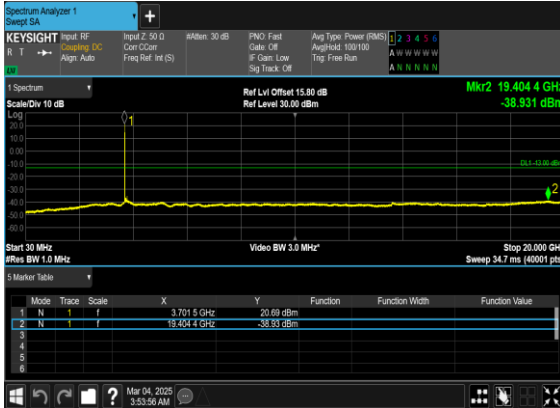 Spectrum Analyzer 1
Swept SA
+
KEYSIGHT
R T
Input: RF
Coupling: DC
Align: Auto
Input Z: 50 Ω
Corr CCorr
Freq Ref: Int (S)
#Atten: 30 dB
PNO: Fast
Gate: Off
IF Gain: Low
Sig Track: Off
Avg Type: Power (RMS)
Avg|Hold: 100/100
Trig: Free Run
1 2 3 4 5 6
A W W W W W
A N N N N N
1 Spectrum
Scale/Div 10 dB
Ref Lvl Offset 15.80 dB
Ref Level 30.00 dBm
Mkr2 19.404 4 GHz
-38.931 dBm
Log
20.0
10.0
0.00
-10.0
-20.0
-30.0
-40.0
-50.0
-60.0
1
DL1 -13.00 dBm
2
Start 30 MHz
#Res BW 1.0 MHz
Video BW 3.0 MHz*
Stop 20.000 GHz
Sweep 34.7 ms (40001 pts)
5 Marker Table
Mode Trace Scale X Y Function Function Width Function Value
1 N 1 f 3.701 5 GHz 20.69 dBm
2 N 1 f 19.404 4 GHz -38.93 dBm
3
4
5
6
?
Mar 04, 2025
3:53:56 AM